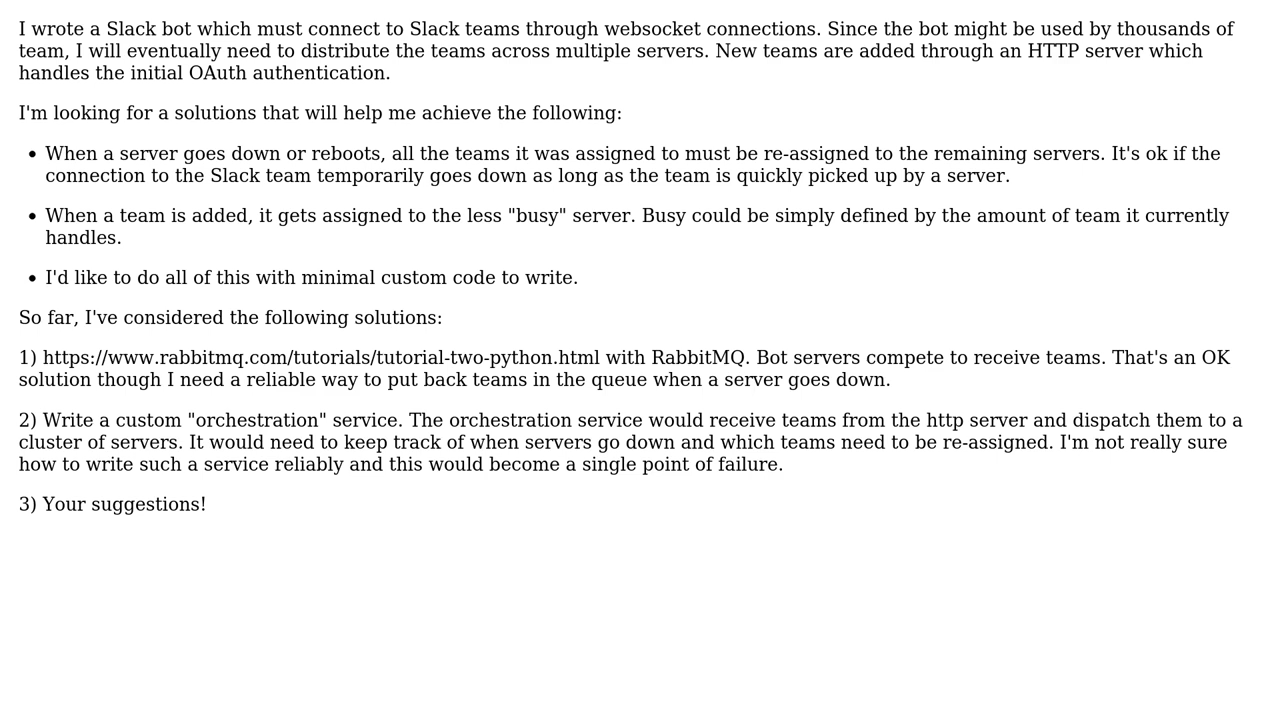 I wrote a Slack bot which must connect to Slack teams through websocket connections. Since the bot might be used by thousands of
team, I will eventually need to distribute the teams across multiple servers. New teams are added through an HTTP server which
handles the initial OAuth authentication.
I'm looking for a solutions that will help me achieve the following:
• When a server goes down or reboots, all the teams it was assigned to must be re-assigned to the remaining servers. It's ok if the
connection to the Slack team temporarily goes down as long as the team is quickly picked up by a server.
• When a team is added, it gets assigned to the less "busy" server. Busy could be simply defined by the amount of team it currently
handles.
• I'd like to do all of this with minimal custom code to write.
So far, I've considered the following solutions:
1) https://www.rabbitmq.com/tutorials/tutorial-two-python.html with RabbitMQ. Bot servers compete to receive teams. That's an OK
solution though I need a reliable way to put back teams in the queue when a server goes down.
2) Write a custom "orchestration" service. The orchestration service would receive teams from the http server and dispatch them to a
cluster of servers. It would need to keep track of when servers go down and which teams need to be re-assigned. I'm not really sure
how to write such a service reliably and this would become a single point of failure.
3) Your suggestions!